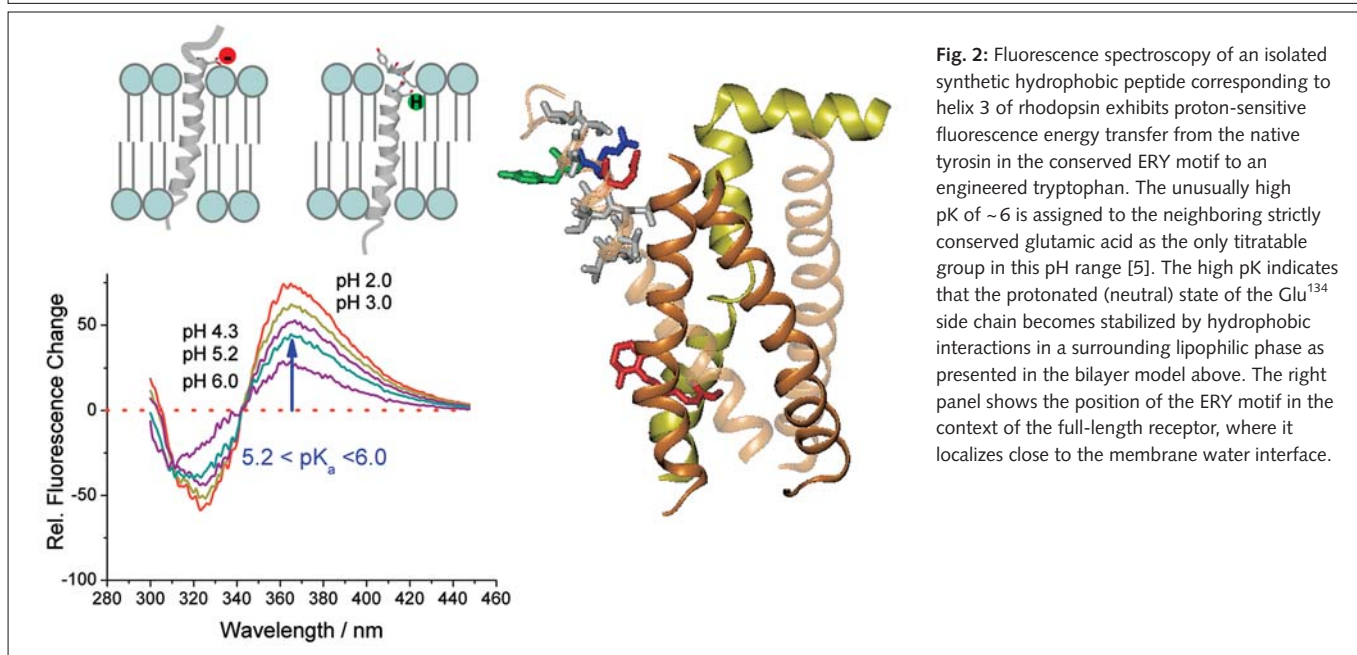 -
H
pH 2.0
pH 3.0
pH 4.3
pH 5.2
pH 6.0
5.2 < pKa <6.0
50
0
-50
-100
Rel. Fluorescence Change
280 300 320 340 360 380 400 420 440 460
Wavelength / nm
Fig. 2: Fluorescence spectroscopy of an isolated
synthetic hydrophobic peptide corresponding to
helix 3 of rhodopsin exhibits proton-sensitive
fluorescence energy transfer from the native
tyrosin in the conserved ERY motif to an
engineered tryptophan. The unusually high
pK of ~6 is assigned to the neighboring strictly
conserved glutamic acid as the only titratable
group in this pH range [5]. The high pK indicates
that the protonated (neutral) state of the Glu134
side chain becomes stabilized by hydrophobic
interactions in a surrounding lipophilic phase as
presented in the bilayer model above. The right
panel shows the position of the ERY motif in the
context of the full-length receptor, where it
localizes close to the membrane water interface.